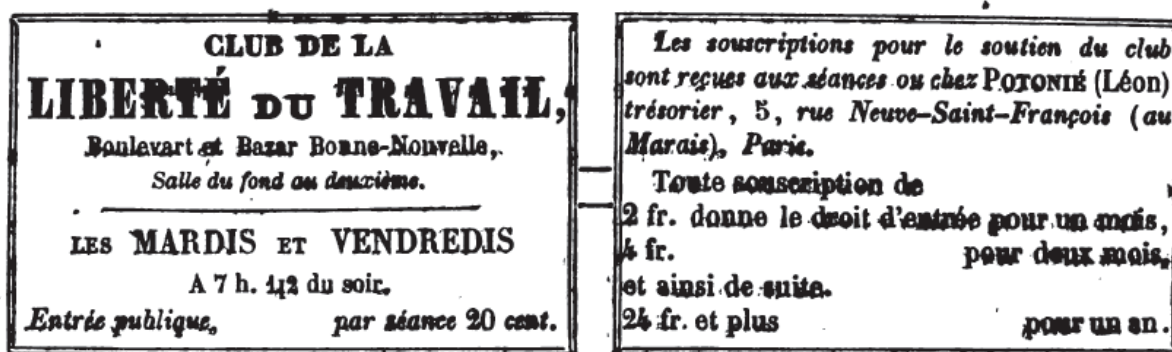 CLUB DE LA
LIBERTÉ DU TRAVAIL,
Boulevart et Bazar Bonne-Nouvelle,
Salle du fond au deuxième.
LES MARDIS ET VENDREDIS
A 7 h. 1/2 du soir.
Entrée publique, par séance 20 cent.
Les souscriptions pour le soutien du club
sont reçues aux séances ou chez POTONIÉ (Léon)
trésorier, 5, rue Neuve-Saint-François (au
Marais), Paris.
Toute souscription de
2 fr. donne le droit d'entrée pour un mois,
4 fr. pour deux mois,
et ainsi de suite.
24 fr. et plus pour un an.